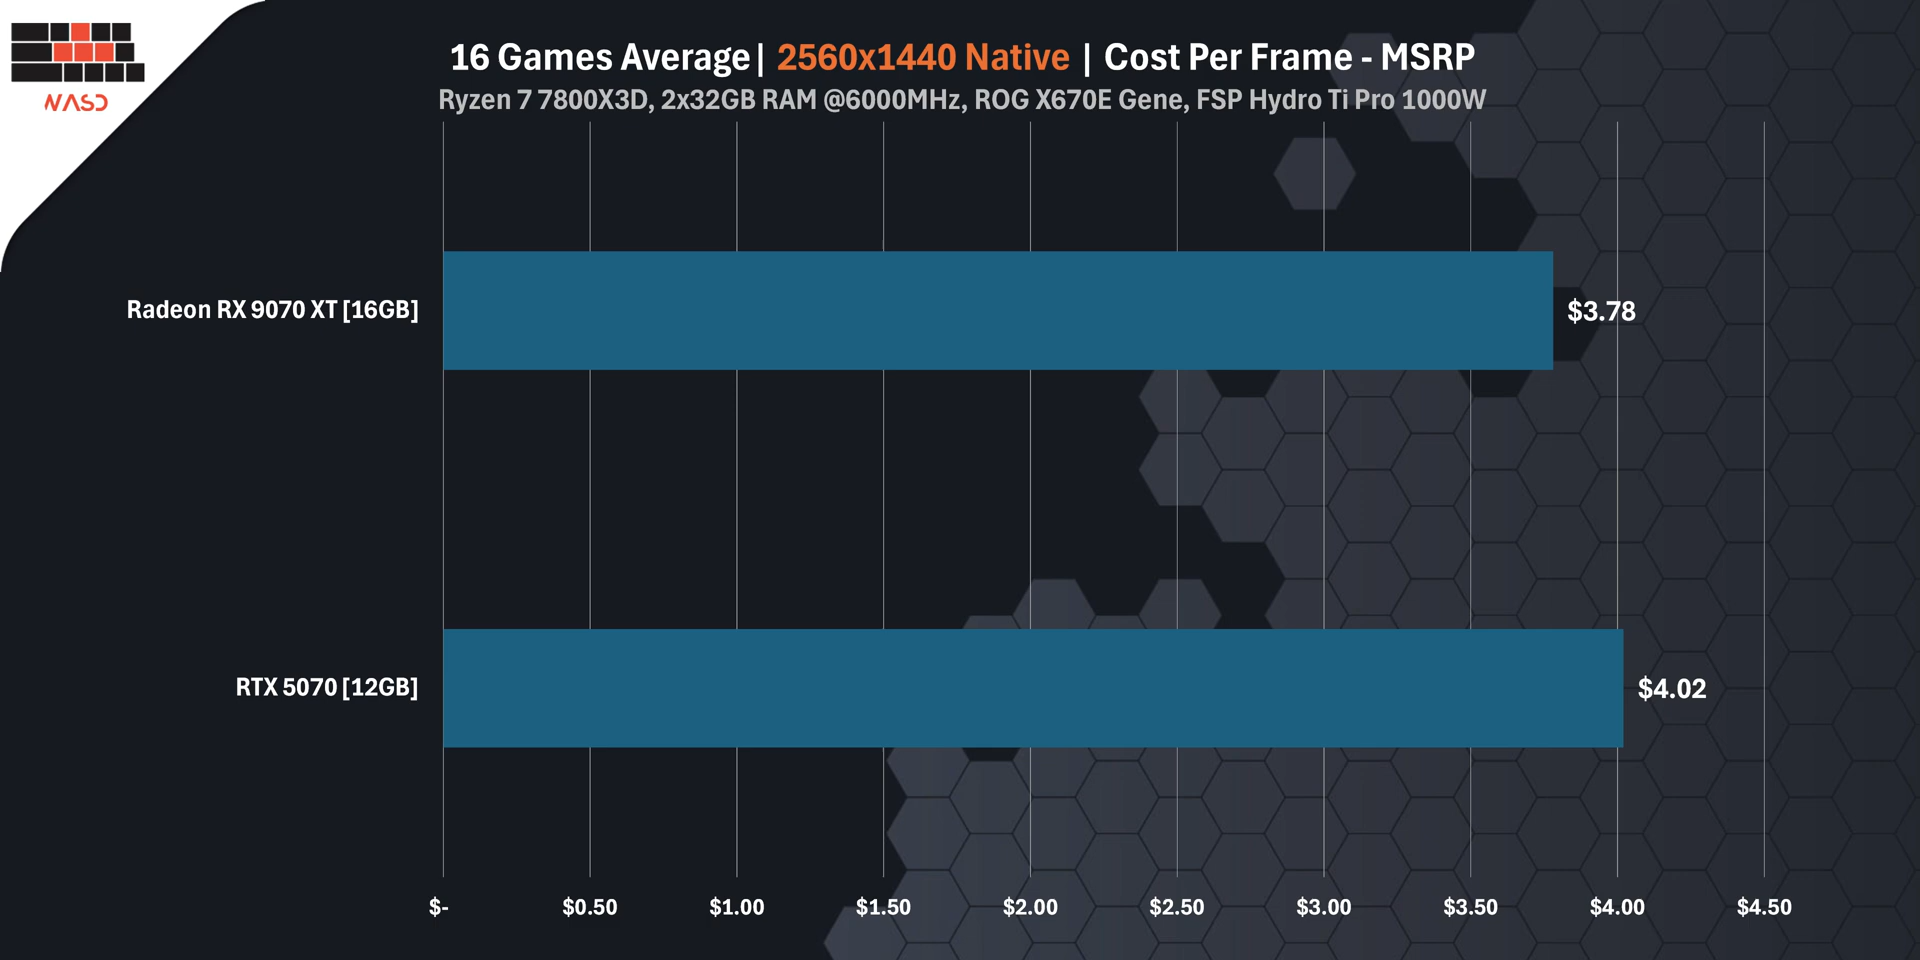 WASD
16 Games Average| 2560x1440 Native | Cost Per Frame - MSRP
Ryzen 7 7800X3D, 2x32GB RAM @6000MHz, ROG X670E Gene, FSP Hydro Ti Pro 1000W
Radeon RX 9070 XT [16GB]
$3.78
RTX 5070 [12GB]
$4.02
$- $0.50 $1.00 $1.50 $2.00 $2.50 $3.00 $3.50 $4.00 $4.50